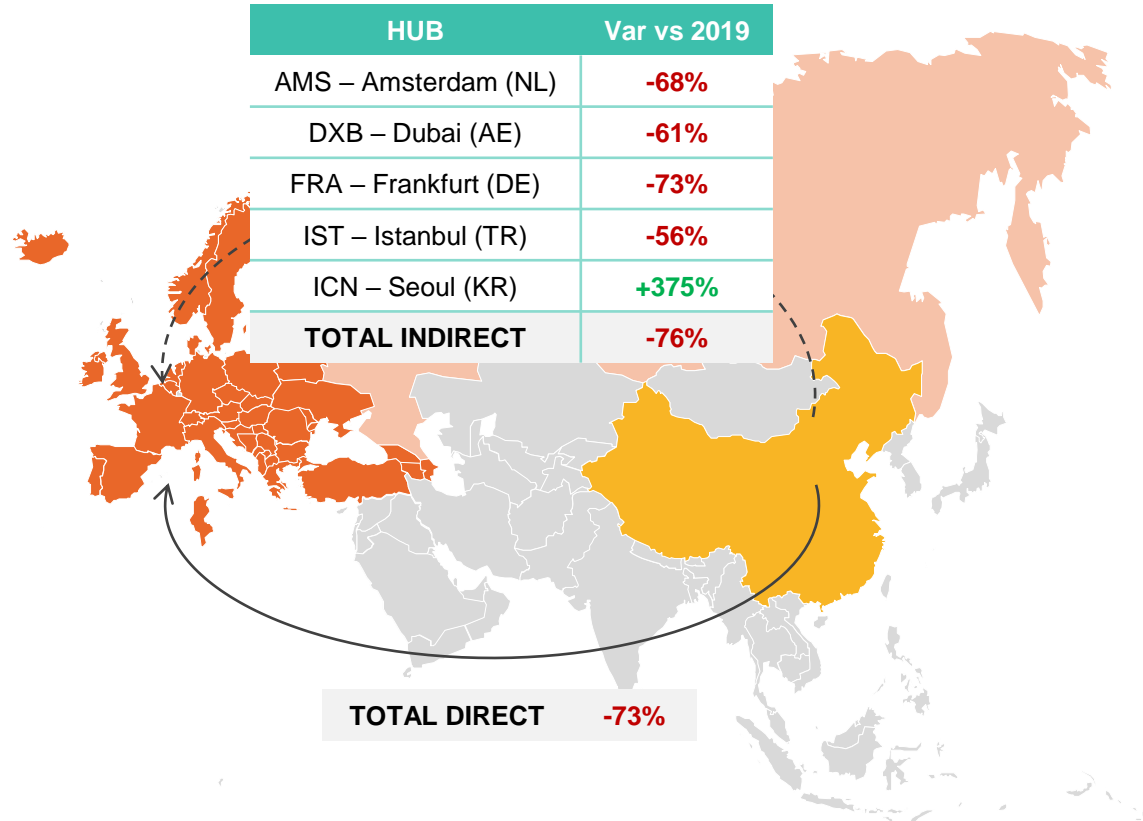 HUB Var vs 2019
AMS – Amsterdam (NL) -68%
DXB – Dubai (AE) -61%
FRA – Frankfurt (DE) -73%
IST – Istanbul (TR) -56%
ICN – Seoul (KR) +375%
TOTAL INDIRECT -76%
TOTAL DIRECT -73%